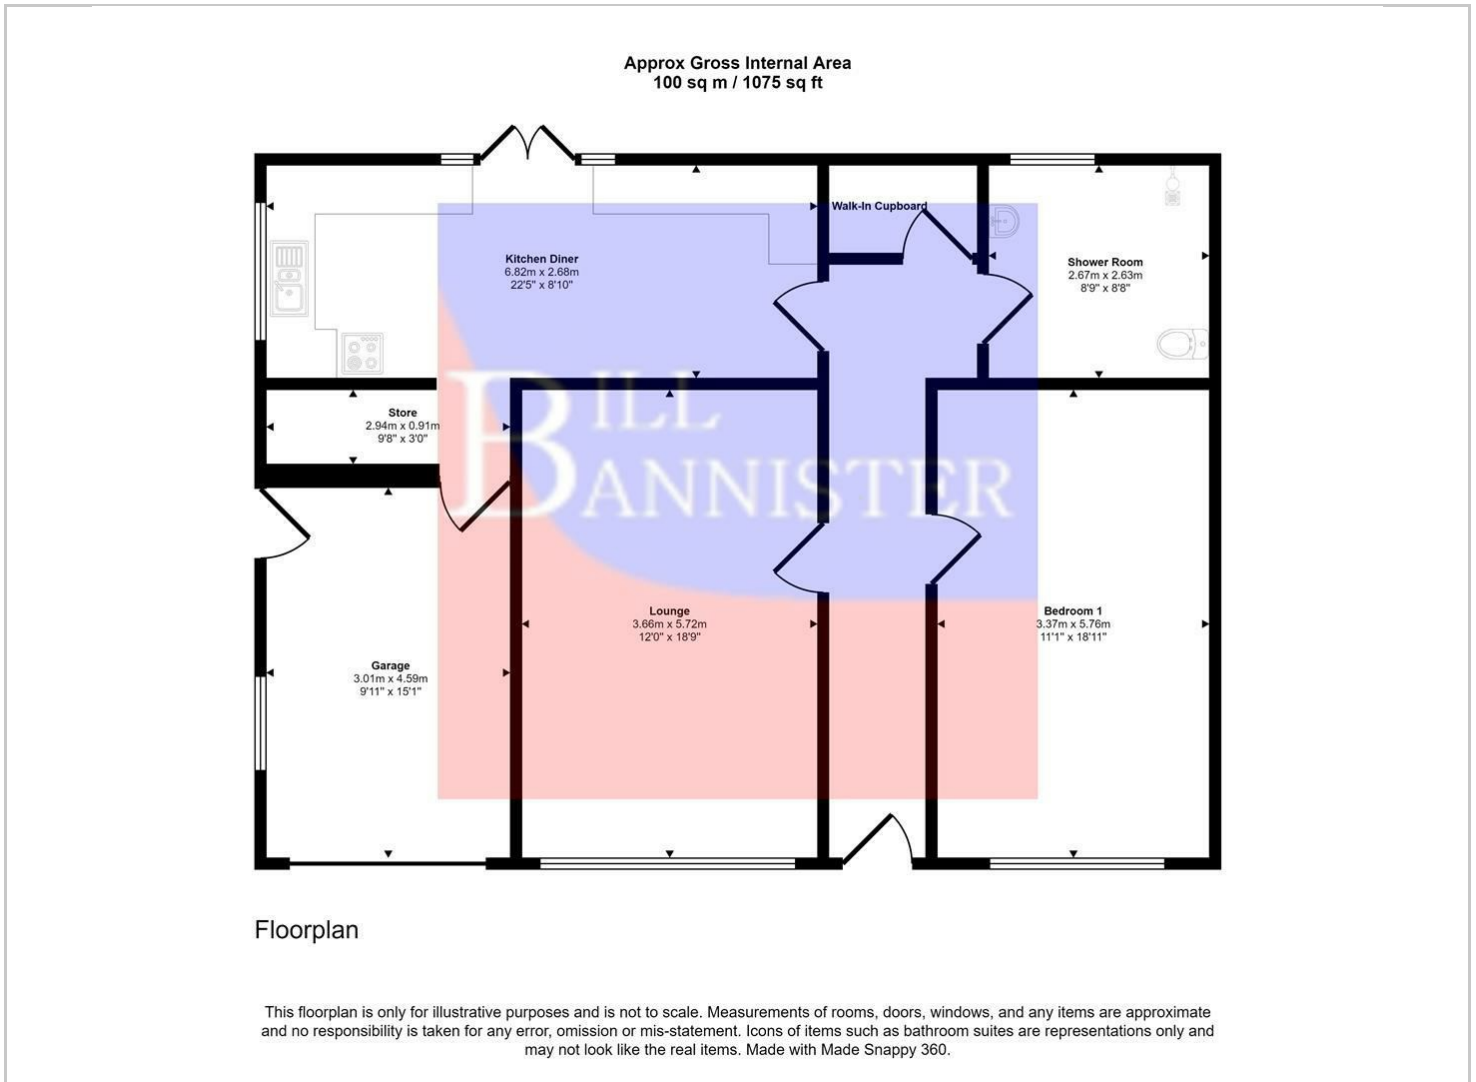 Approx Gross Internal Area
100 sq m / 1075 sq ft
Walk-In Cupboard
Kitchen Diner
6.82m x 2.68m
22'5" x 8'10"
Shower Room
2.67m x 2.63m
8'9" x 8'8"
Store
2.94m x 0.91m
9'8" x 3'0"
BILL
BANNISTER
Lounge
3.66m x 5.72m
12'0" x 18'9"
Bedroom 1
3.37m x 5.76m
11'1" x 18'11"
Garage
3.01m x 4.59m
9'11" x 15'1"
Floorplan
This floorplan is only for illustrative purposes and is not to scale. Measurements of rooms, doors, windows, and any items are approximate
and no responsibility is taken for any error, omission or mis-statement. Icons of items such as bathroom suites are representations only and
may not look like the real items. Made with Made Snappy 360.